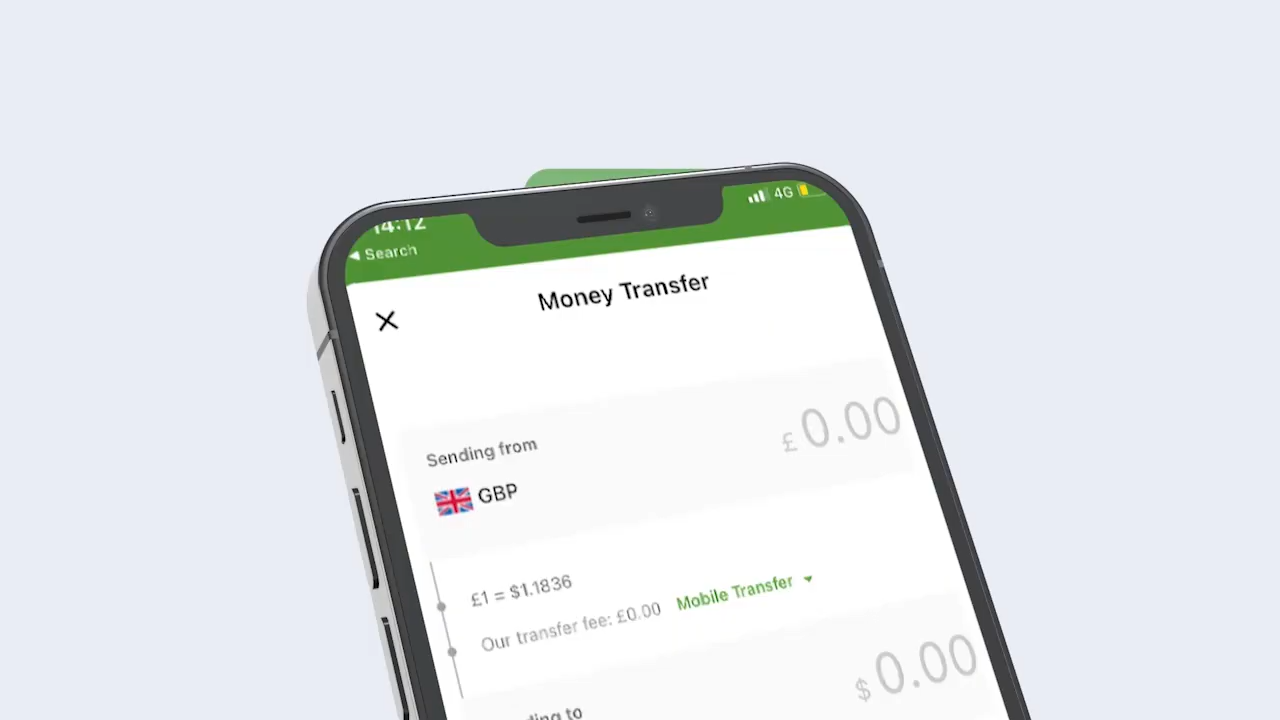 14:12
4G
◀ Search
Money Transfer
£ 0.00
Sending from
GBP
£1 = $1.1836
Our transfer fee: £0.00 Mobile Transfer
$ 0.00
to